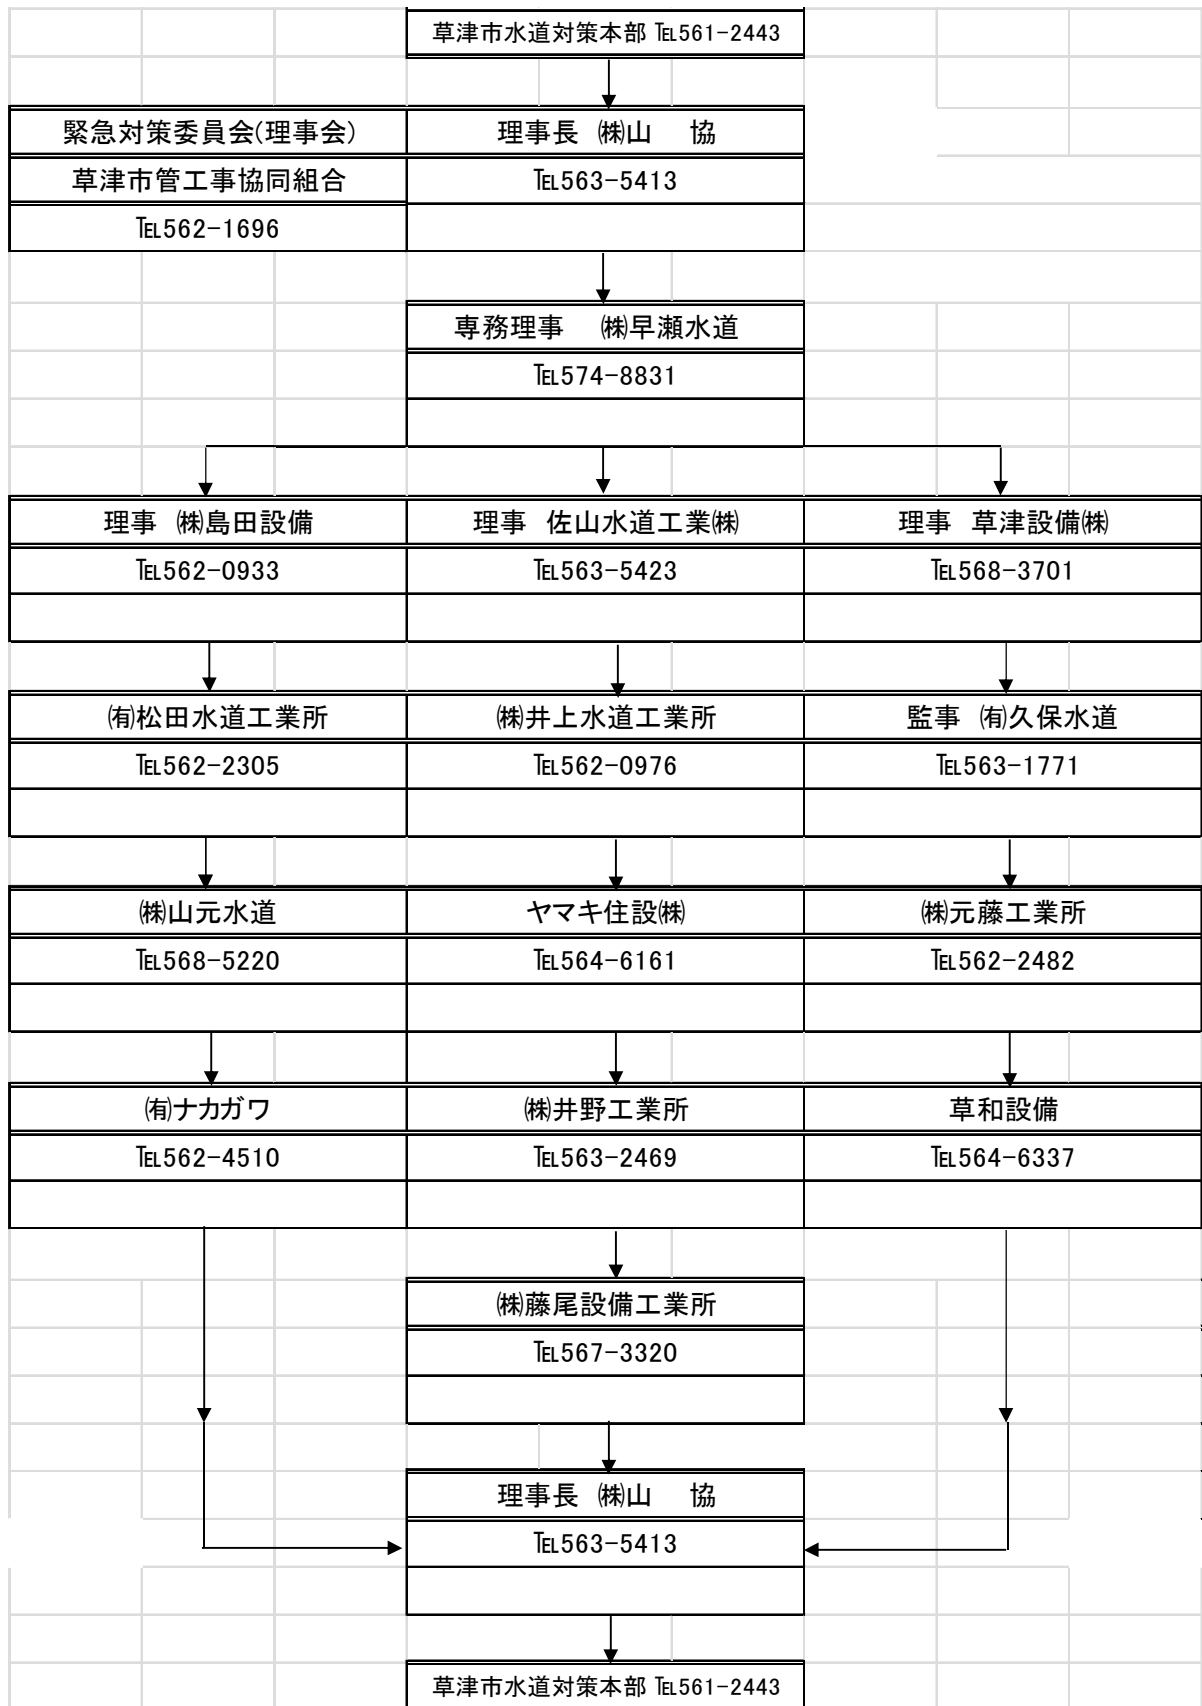 草津市水道対策本部 ℡561-2443
緊急対策委員会(理事会)
理事長 ㈱山　協
草津市管工事協同組合
℡563-5413
℡562-1696
専務理事　㈱早瀬水道
℡574-8831
理事 ㈱島田設備
理事 佐山水道工業㈱
理事 草津設備㈱
℡562-0933
℡563-5423
℡568-3701
㈲松田水道工業所
㈱井上水道工業所
監事 ㈲久保水道
℡562-2305
℡562-0976
℡563-1771
㈱山元水道
ヤマキ住設㈱
㈱元藤工業所
℡568-5220
℡564-6161
℡562-2482
㈲ナカガワ
㈱井野工業所
草和設備
℡562-4510
℡563-2469
℡564-6337
㈱藤尾設備工業所
℡567-3320
理事長 ㈱山　協
℡563-5413
草津市水道対策本部 ℡561-2443